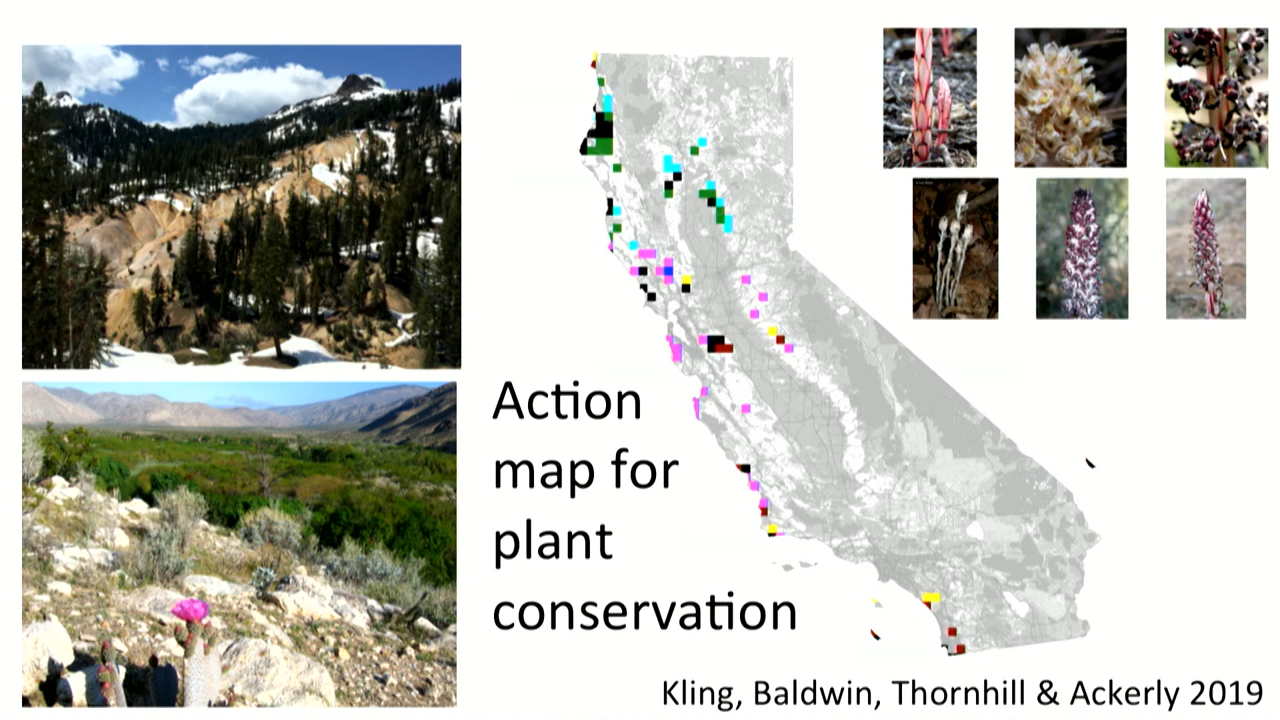 Action
map for
plant
conservation
Kling, Baldwin, Thornhill & Ackerly 2019